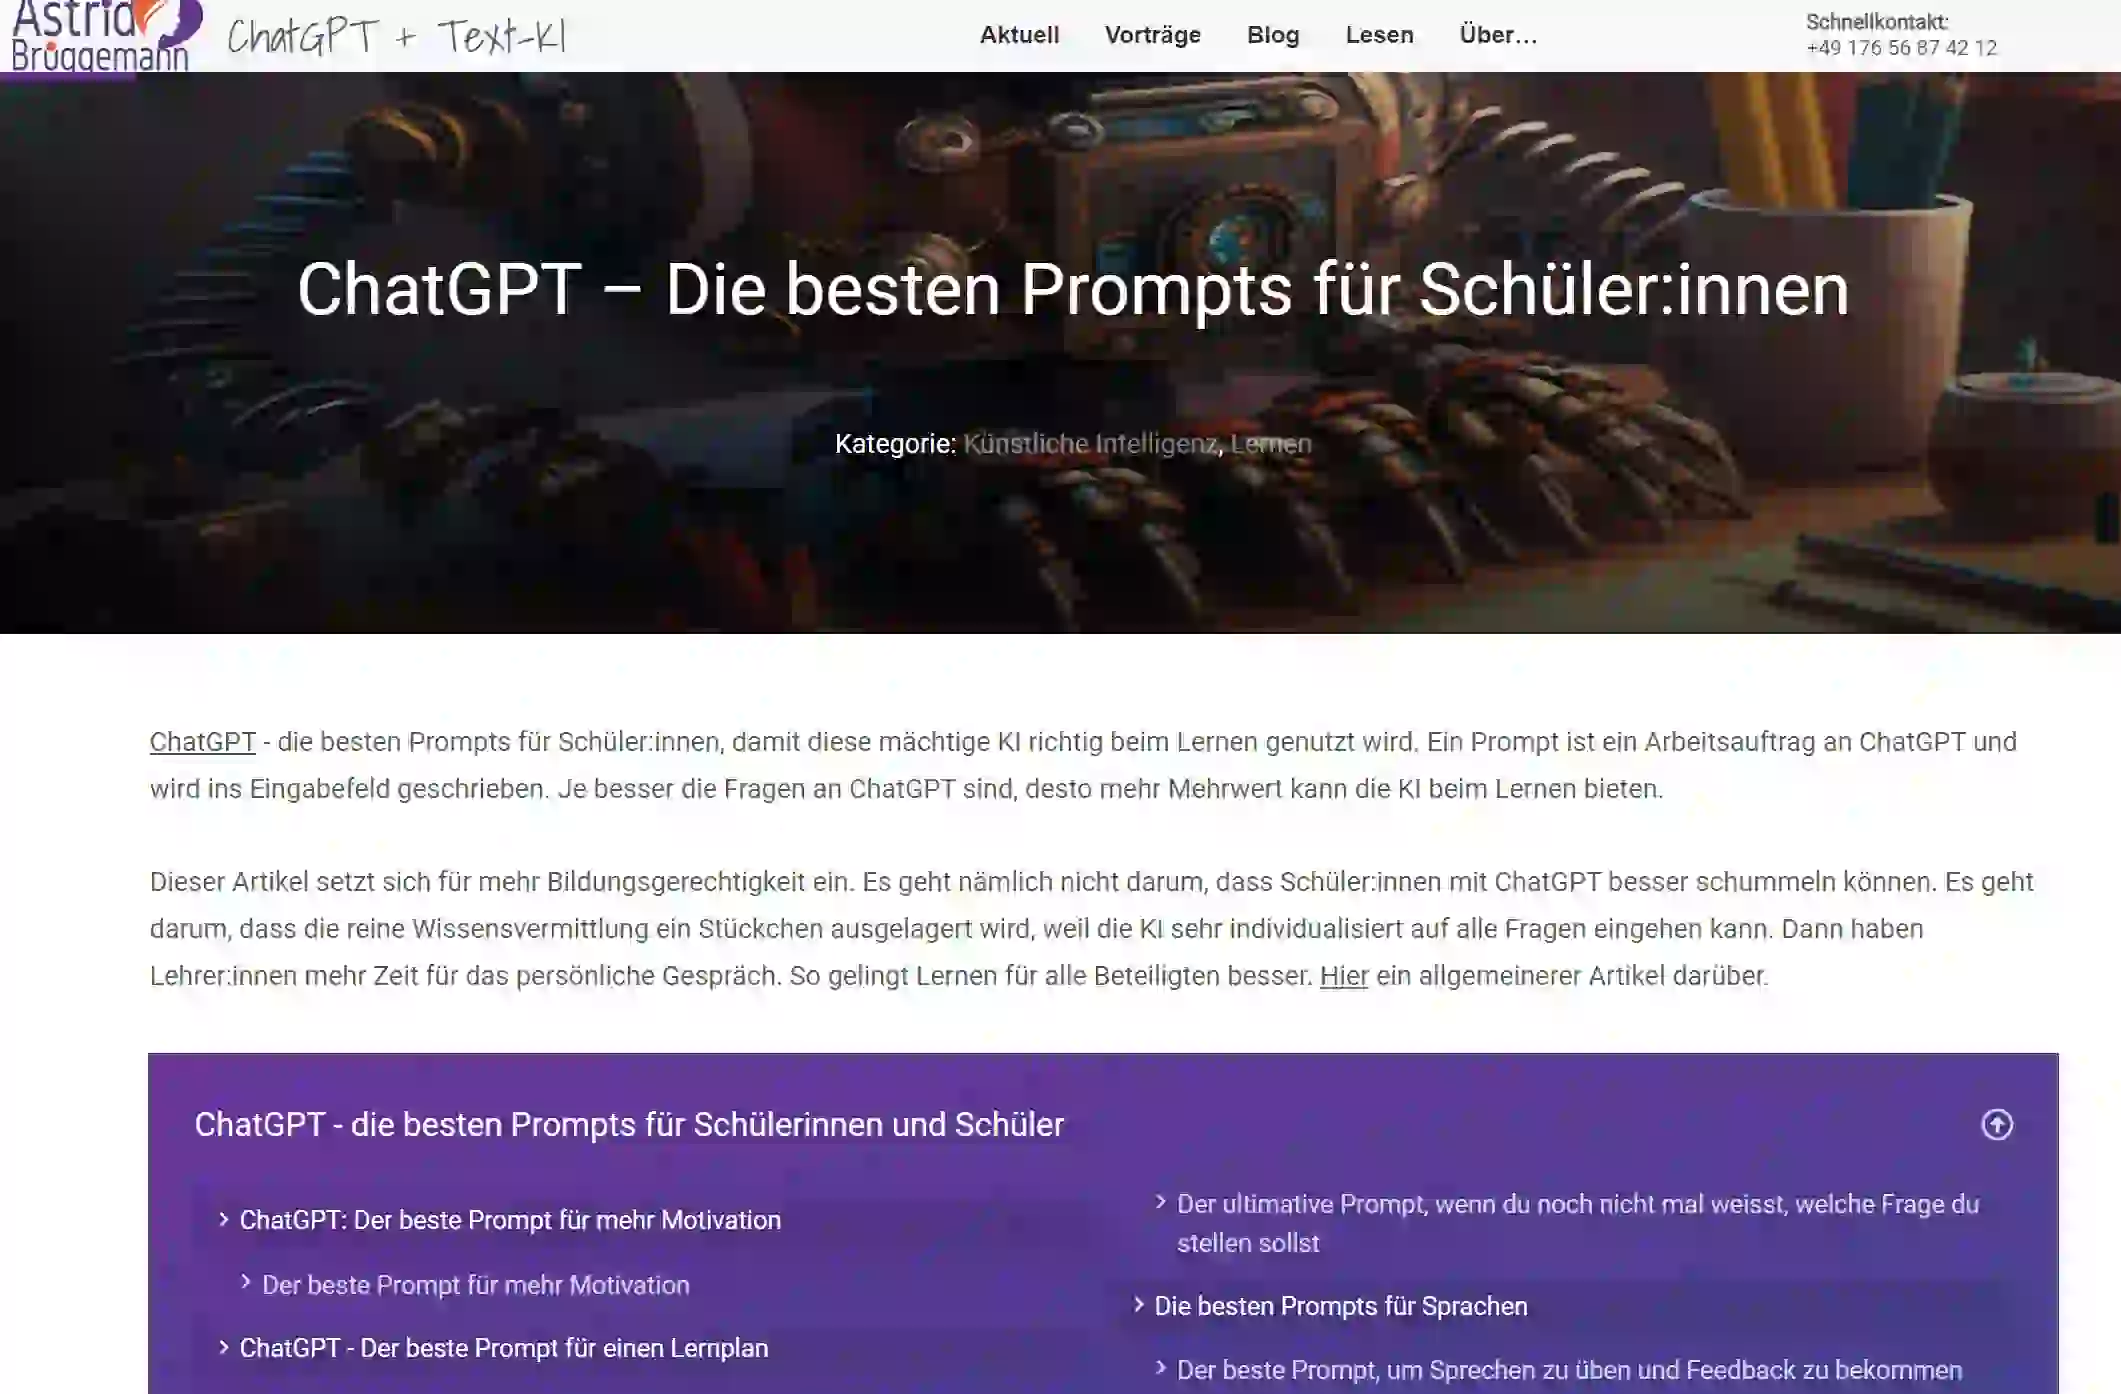 Astrid
Brüggemann
ChatGPT + Text-KI
Aktuell
Vorträge
Blog
Lesen
Über...
Schnellkontakt:
+49 176 56 87 42 12
ChatGPT – Die besten Prompts für Schüler:innen
Kategorie: Künstliche Intelligenz, Lernen
ChatGPT - die besten Prompts für Schüler:innen, damit diese mächtige KI richtig beim Lernen genutzt wird. Ein Prompt ist ein Arbeitsauftrag an ChatGPT und
wird ins Eingabefeld geschrieben. Je besser die Fragen an ChatGPT sind, desto mehr Mehrwert kann die KI beim Lernen bieten.
Dieser Artikel setzt sich für mehr Bildungsgerechtigkeit ein. Es geht nämlich nicht darum, dass Schüler:innen mit ChatGPT besser schummeln können. Es geht
darum, dass die reine Wissensvermittlung ein Stückchen ausgelagert wird, weil die KI sehr individualisiert auf alle Fragen eingehen kann. Dann haben
Lehrer:innen mehr Zeit für das persönliche Gespräch. So gelingt Lernen für alle Beteiligten besser. Hier ein allgemeinerer Artikel darüber.
ChatGPT - die besten Prompts für Schülerinnen und Schüler
ChatGPT: Der beste Prompt für mehr Motivation
Der beste Prompt für mehr Motivation
ChatGPT - Der beste Prompt für einen Lernplan
Der ultimative Prompt, wenn du noch nicht mal weisst, welche Frage du
stellen sollst
Die besten Prompts für Sprachen
Der beste Prompt, um Sprechen zu üben und Feedback zu bekommen